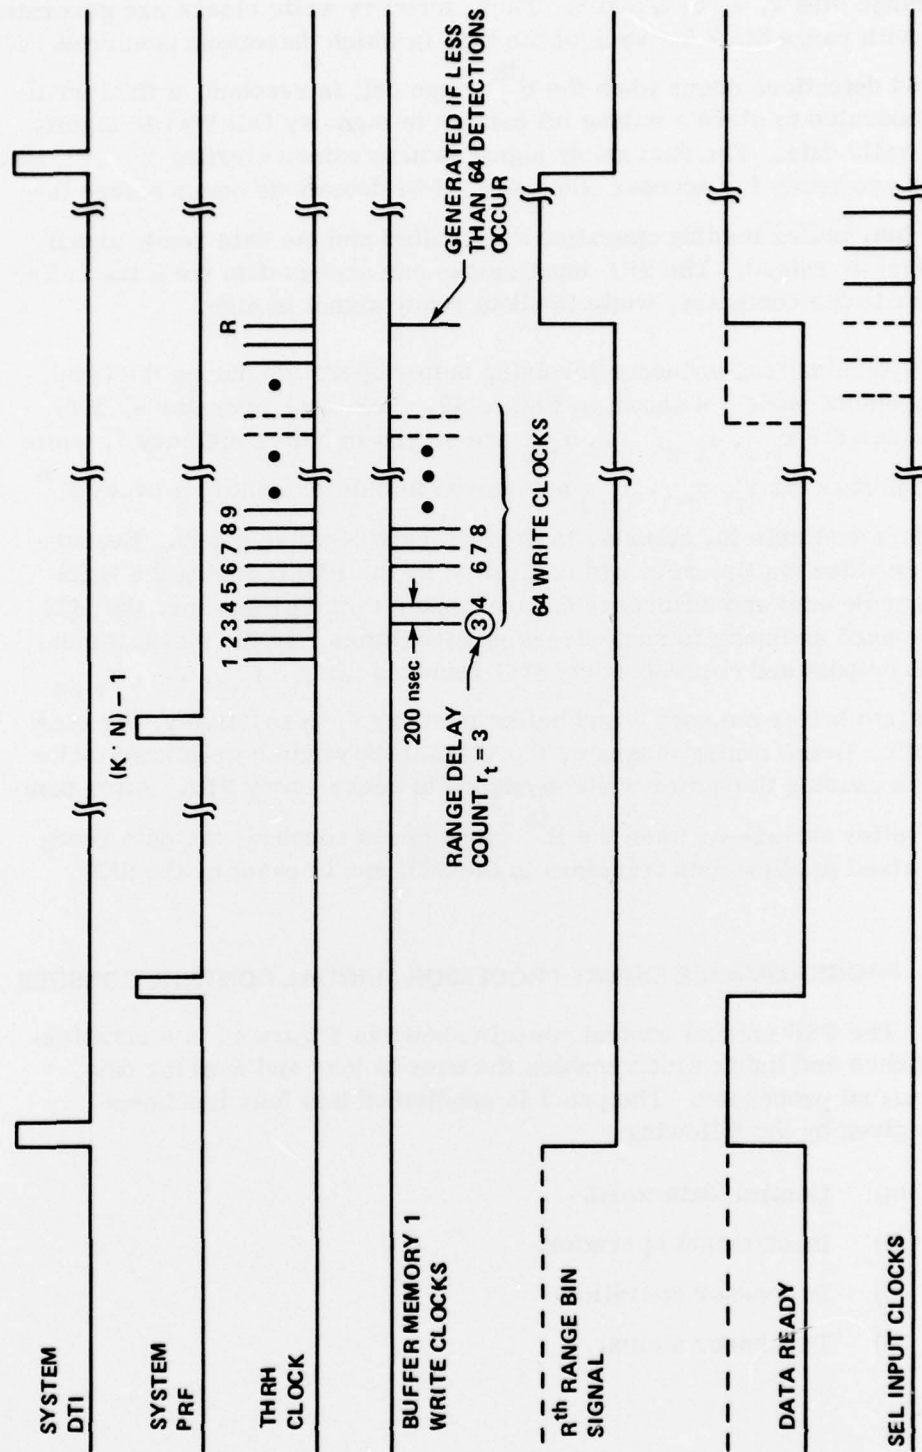 SYSTEM
DTI
(K · N) – 1
SYSTEM
PRF
1 2 3 4 5 6 7 8 9
R
THRH
CLOCK
200 nsec
BUFFER MEMORY 1
WRITE CLOCKS
RANGE DELAY
COUNT t = 3
3 4 6 7 8
64 WRITE CLOCKS
GENERATED IF LESS
THAN 64 DETECTIONS
OCCUR
Rth RANGE BIN
SIGNAL
DATA READY
SEL INPUT CLOCKS